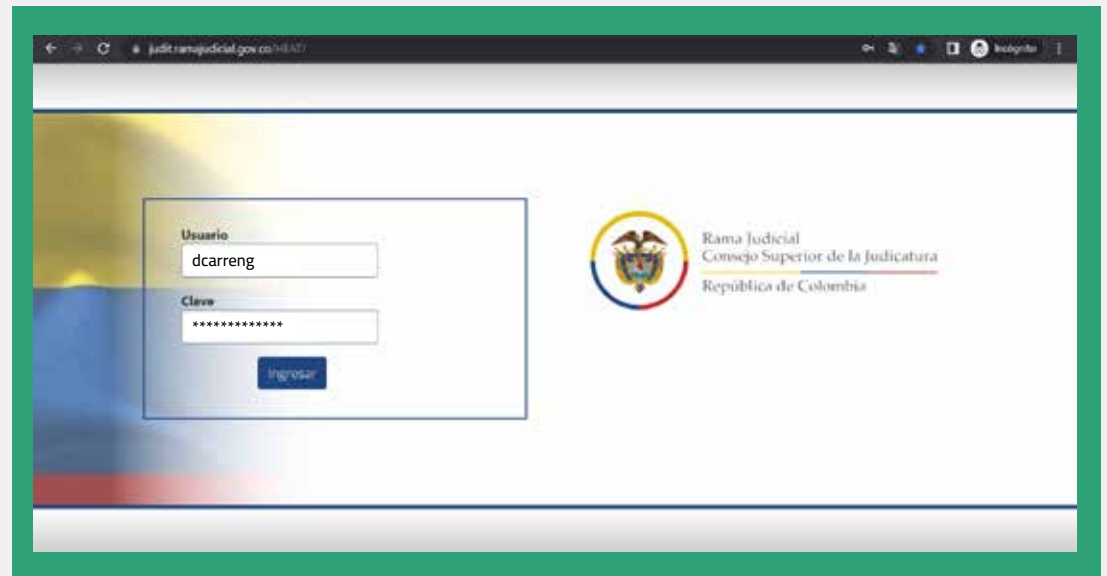 judit.ramajudicial.gov.co/HEAT/
Incógnito
Usuario
dcarreng
Clave
*************
Ingresar
Rama Judicial
Consejo Superior de la Judicatura
República de Colombia